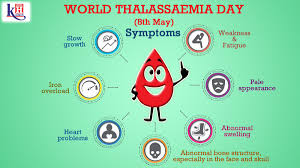 WORLD THALASSAEMIA DAY
(8th May)
Symptoms
Slow
growth
Weakness
&
Fatigue
Iron
overload
Pale
appearance
Heart
problems
Abnormal
swelling
Abnormal bone structure,
especially in the face and skull